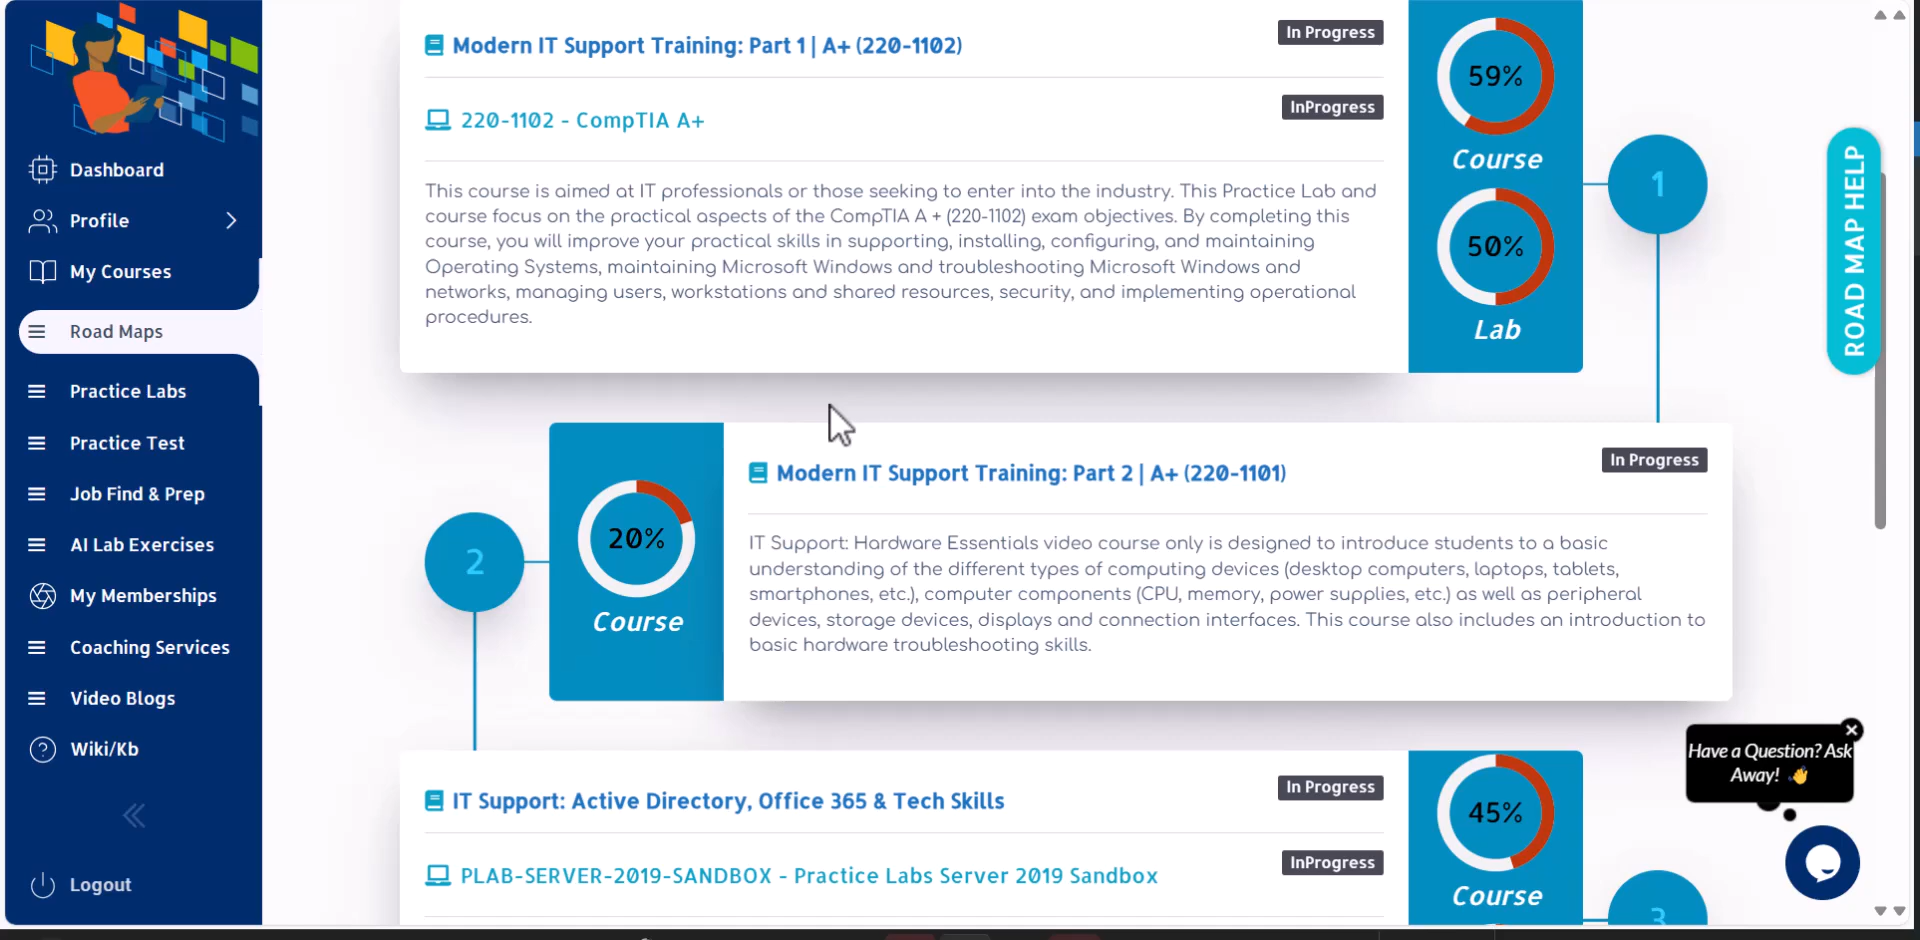 Dashboard
Profile
My Courses
Road Maps
Practice Labs
Practice Test
Job Find & Prep
AI Lab Exercises
My Memberships
Coaching Services
Video Blogs
Wiki/Kb
Logout
Modern IT Support Training: Part 1 | A+ (220-1102)
In Progress
220-1102 - CompTIA A+
InProgress
This course is aimed at IT professionals or those seeking to enter into the industry. This Practice Lab and
course focus on the practical aspects of the CompTIA A + (220-1102) exam objectives. By completing this
course, you will improve your practical skills in supporting, installing, configuring, and maintaining
Operating Systems, maintaining Microsoft Windows and troubleshooting Microsoft Windows and
networks, managing users, workstations and shared resources, security, and implementing operational
procedures.
59%
Course
50%
Lab
1
ROAD MAP HELP
2
20%
Course
Modern IT Support Training: Part 2 | A+ (220-1101)
In Progress
IT Support: Hardware Essentials video course only is designed to introduce students to a basic
understanding of the different types of computing devices (desktop computers, laptops, tablets,
smartphones, etc.), computer components (CPU, memory, power supplies, etc.) as well as peripheral
devices, storage devices, displays and connection interfaces. This course also includes an introduction to
basic hardware troubleshooting skills.
IT Support: Active Directory, Office 365 & Tech Skills
In Progress
PLAB-SERVER-2019-SANDBOX - Practice Labs Server 2019 Sandbox
InProgress
45%
Course
3
Have a Question? Ask
Away! 👋